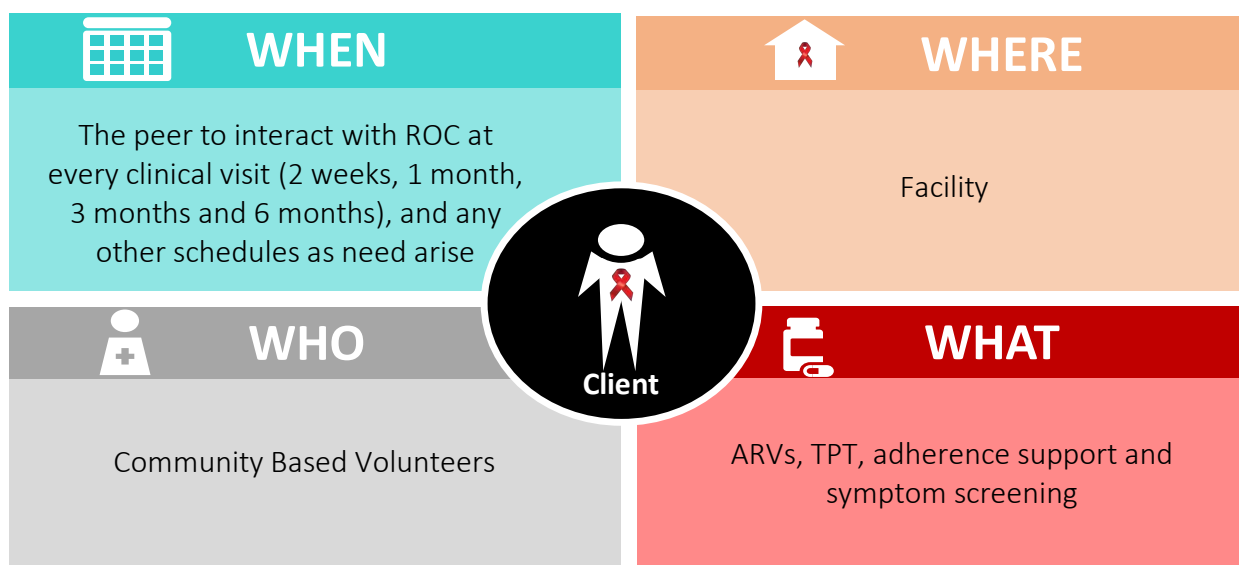 WHEN
The peer to interact with ROC at
every clinical visit (2 weeks, 1 month,
3 months and 6 months), and any
other schedules as need arise
WHERE
Facility
WHO
Community Based Volunteers
WHAT
ARVs, TPT, adherence support and
symptom screening
Client